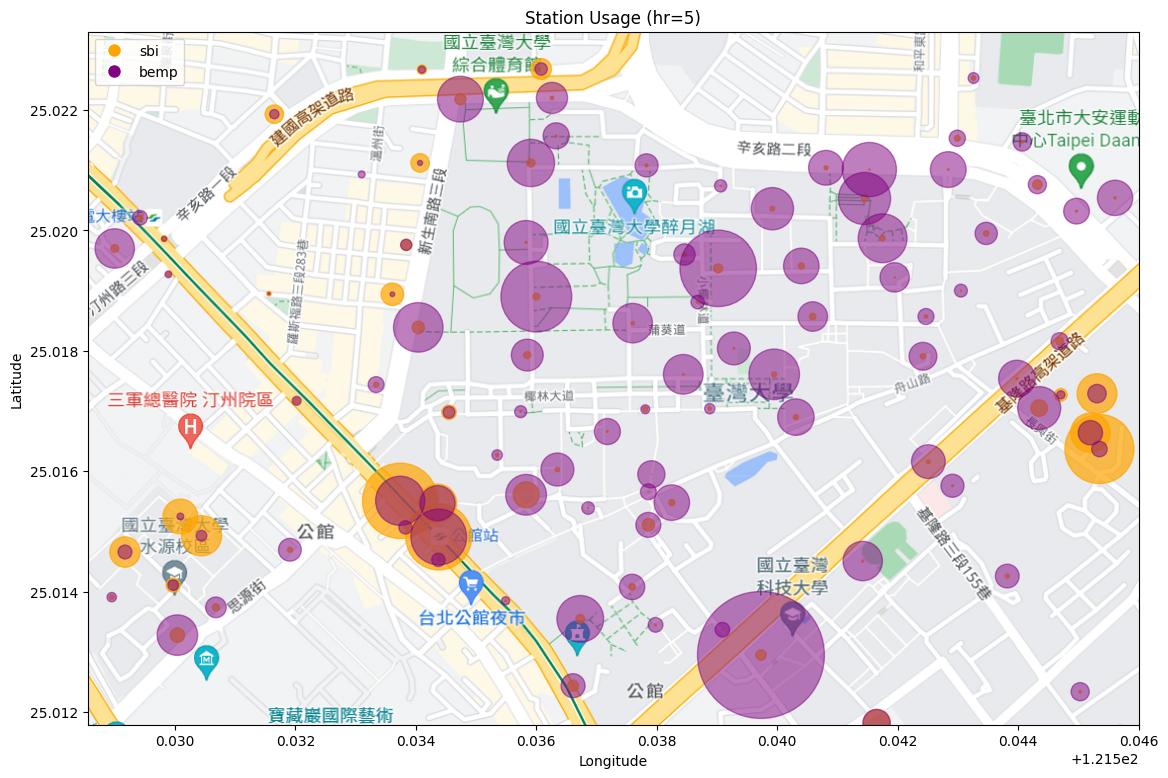 Station Usage (hr=5)
sbi
bemp
國立臺灣大學
綜合體育館
和平東
建國高架道路
溫州街
臺北市大安運動
中心Taipei Daan
辛亥路二段
辛亥路一段
新生南路三段
電大樓站
國立臺灣大學醉月湖
汀州路三段
羅斯福路三段283巷
蒲葵道
基隆路高架道路
三軍總醫院 汀州院區
椰林大道
臺灣大學
舟山路
長興街
國立臺灣大學
水源校區
公館
公館站
基隆路三段155巷
國立臺灣
科技大學
思源街
台北公館夜市
公館
寶藏巖國際藝術
25.022
25.020
25.018
25.016
25.014
25.012
Latitude
0.030
0.032
0.034
0.036
0.038
0.040
0.042
0.044
0.046
Longitude
+1.215e2